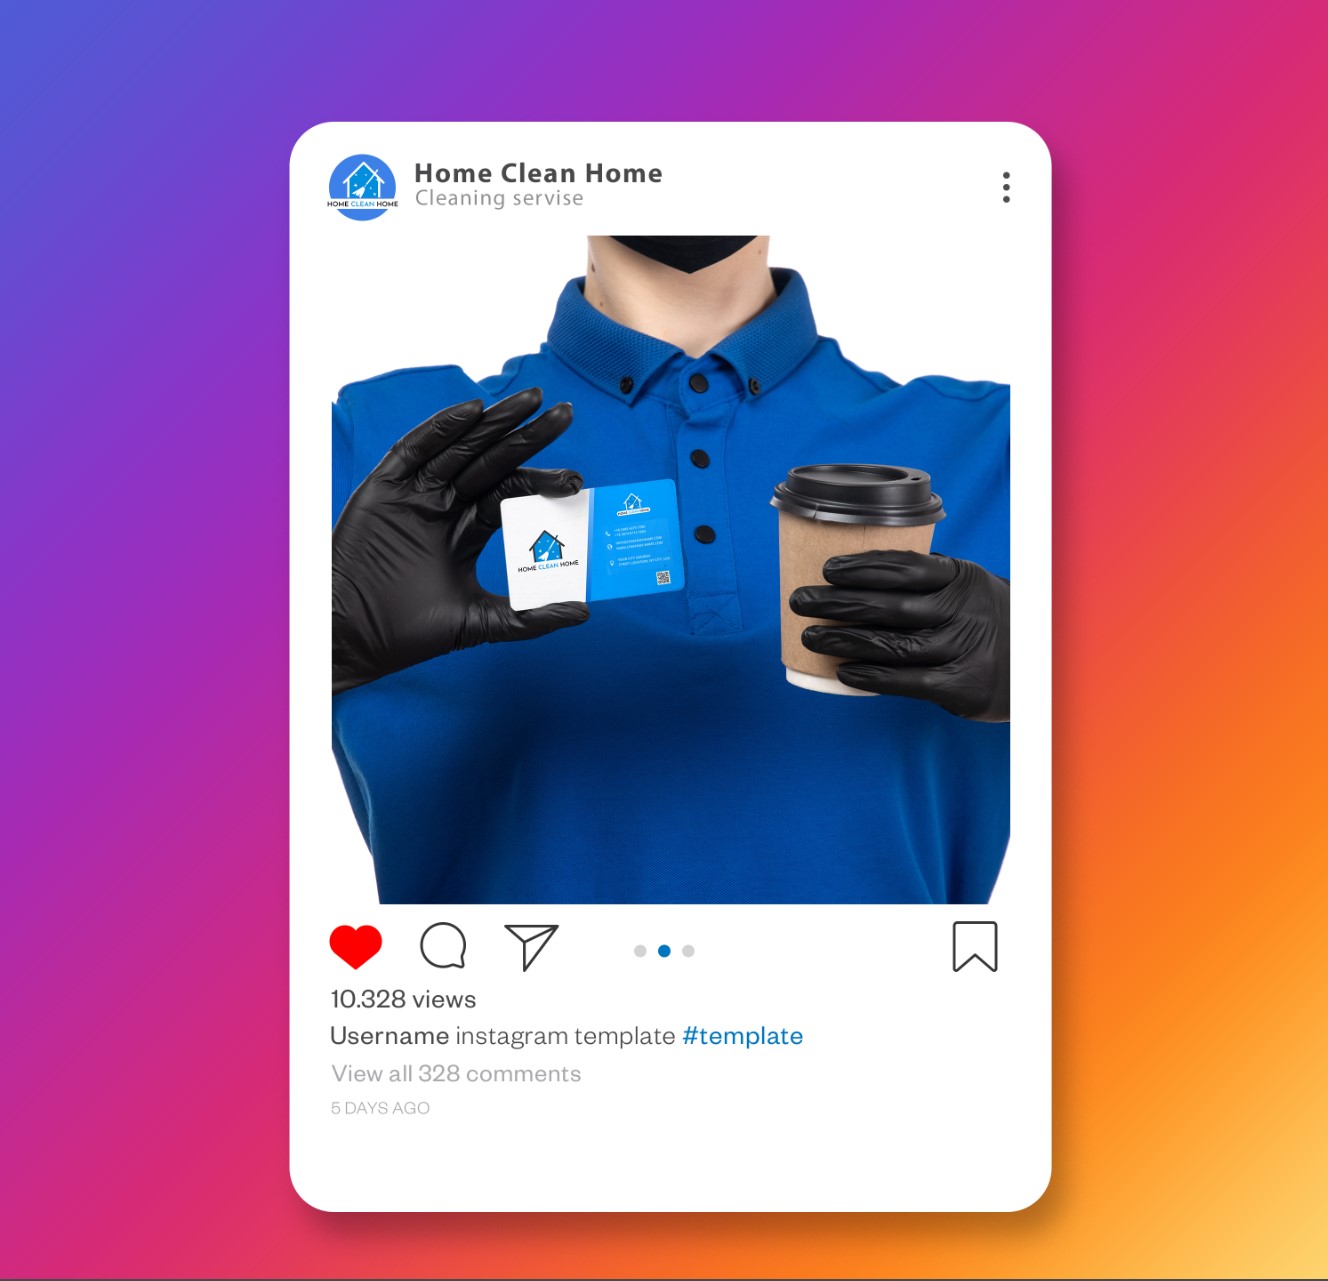 Home Clean Home
Cleaning servise
HOME CLEAN HOME
HOME CLEAN HOME
10.328 views
Username instagram template #template
View all 328 comments
5 DAYS AGO